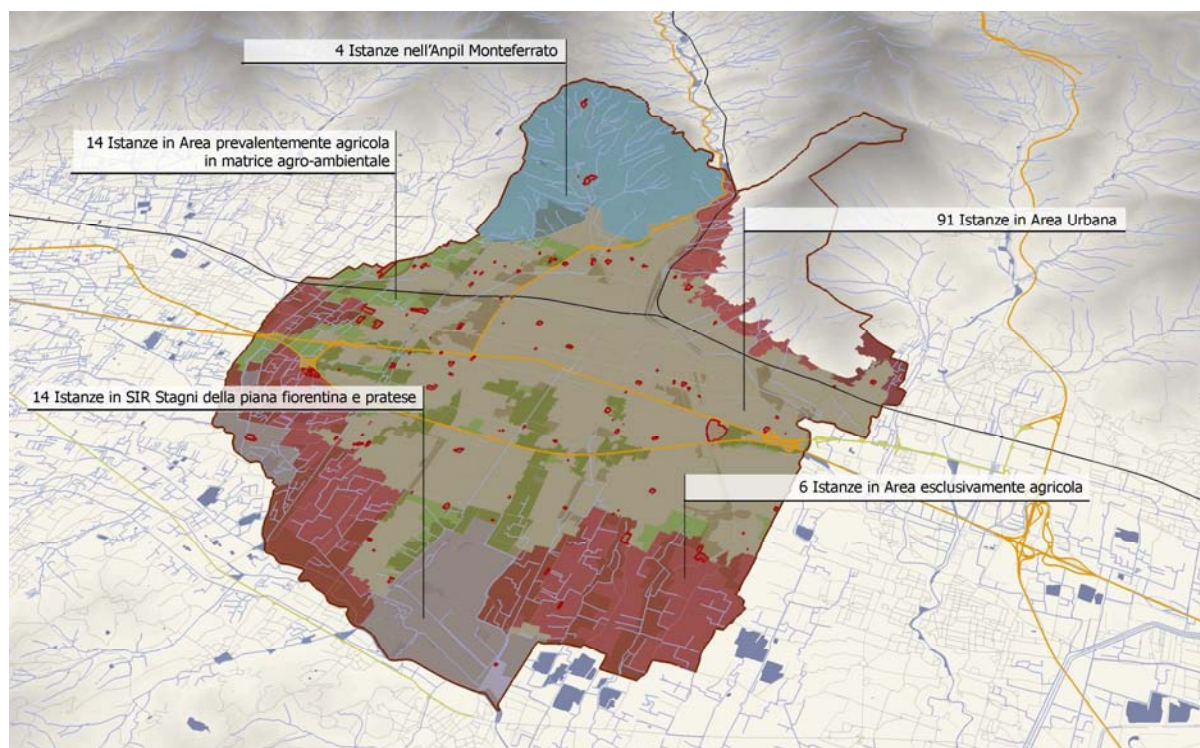 4 Istanze nell'Anpil Monteferrato
14 Istanze in Area prevalentemente agricola
in matrice agro-ambientale
91 Istanze in Area Urbana
14 Istanze in SIR Stagni della piana fiorentina e pratese
6 Istanze in Area esclusivamente agricola